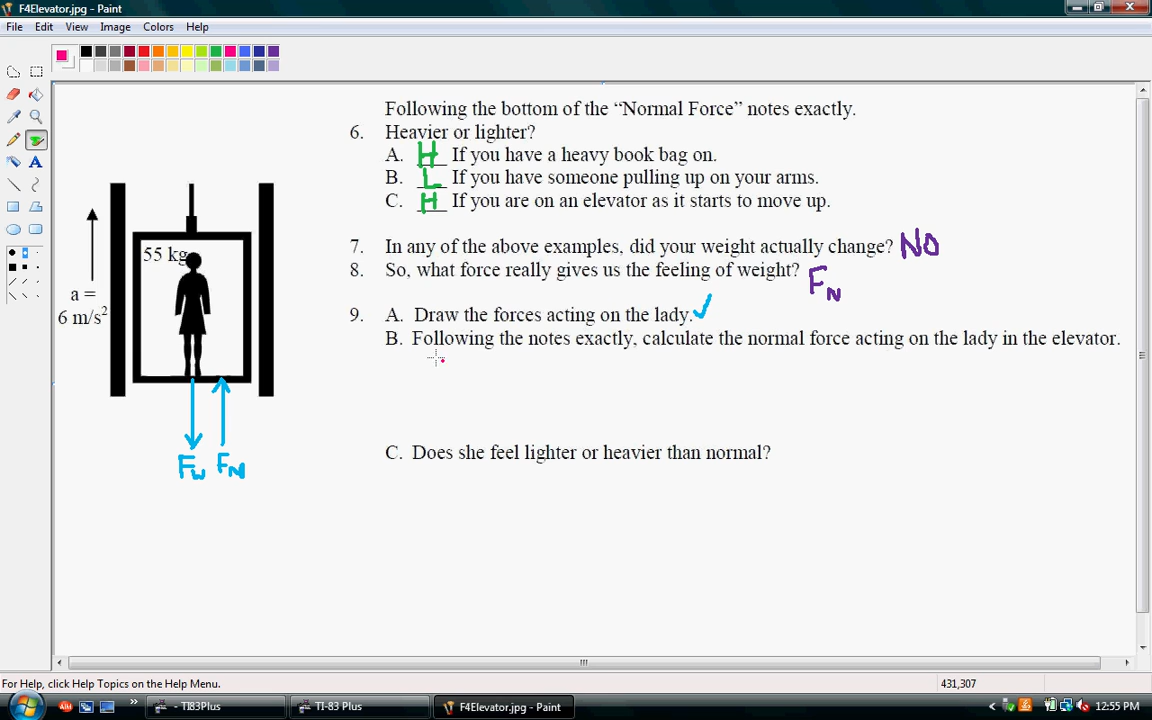 F4Elevator.jpg - Paint
File Edit View Image Colors Help
Following the bottom of the “Normal Force” notes exactly.
6. Heavier or lighter?
A. H If you have a heavy book bag on.
B. L If you have someone pulling up on your arms.
C. H If you are on an elevator as it starts to move up.
7. In any of the above examples, did your weight actually change? NO
8. So, what force really gives us the feeling of weight? FN
9. A. Draw the forces acting on the lady.
B. Following the notes exactly, calculate the normal force acting on the lady in the elevator.
C. Does she feel lighter or heavier than normal?
55 kg
a =
6 m/s²
Fw FN
For Help, click Help Topics on the Help Menu.
431,307
- TI83Plus
TI-83 Plus
F4Elevator.jpg - Paint
12:55 PM